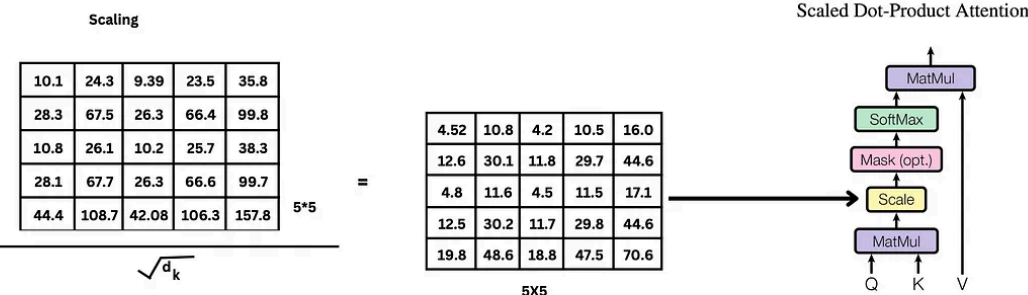 Scaling
10.1 24.3 9.39 23.5 35.8
28.3 67.5 26.3 66.4 99.8
10.8 26.1 10.2 25.7 38.3
28.1 67.7 26.3 66.6 99.7
44.4 108.7 42.08 106.3 157.8
5*5
√dk
=
4.52 10.8 4.2 10.5 16.0
12.6 30.1 11.8 29.7 44.6
4.8 11.6 4.5 11.5 17.1
12.5 30.2 11.7 29.8 44.6
19.8 48.6 18.8 47.5 70.6
5X5
Scaled Dot-Product Attention
MatMul
SoftMax
Mask (opt.)
Scale
MatMul
Q K V